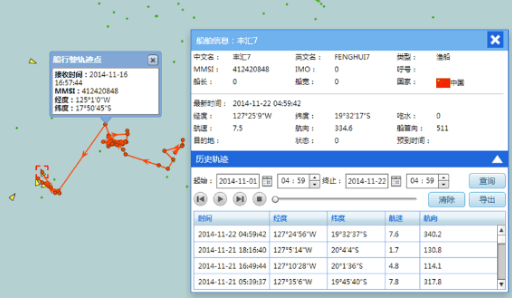 船行驶轨迹点
接收时间：2014-11-16
16:57:44
MMSI：412420848
经度：125°1'0"W
纬度：17°50'45"S
船舶信息：丰汇7
中文名： 丰汇7 英文名： FENGHUI7 类型： 渔船
MMSI： 412420848 IMO： 0 呼号：
船长： 0 船宽： 0 国家： 中国
最新时间： 2014-11-22 04:59:42
经度： 127°25'9"W 纬度： 19°32'17"S 吃水： 0
航速： 7.5 航向： 334.6 船首向： 511
目的地： 状态： 0 预到时间：
历史轨迹
起始： 2014-11-01 04 : 59 终止： 2014-11-22 04 : 59 查询
清除 导出
时间 经度 纬度 航速 航向
2014-11-22 04:59:42 127°24'56"W 19°32'37"S 7.6 340.2
2014-11-21 18:16:40 127°5'14"W 20°4'4"S 1.7 130.8
2014-11-21 16:49:44 127°10'28"W 20°1'36"S 4.8 114.1
2014-11-21 05:39:37 127°35'6"W 19°45'40"S 7.8 317.8